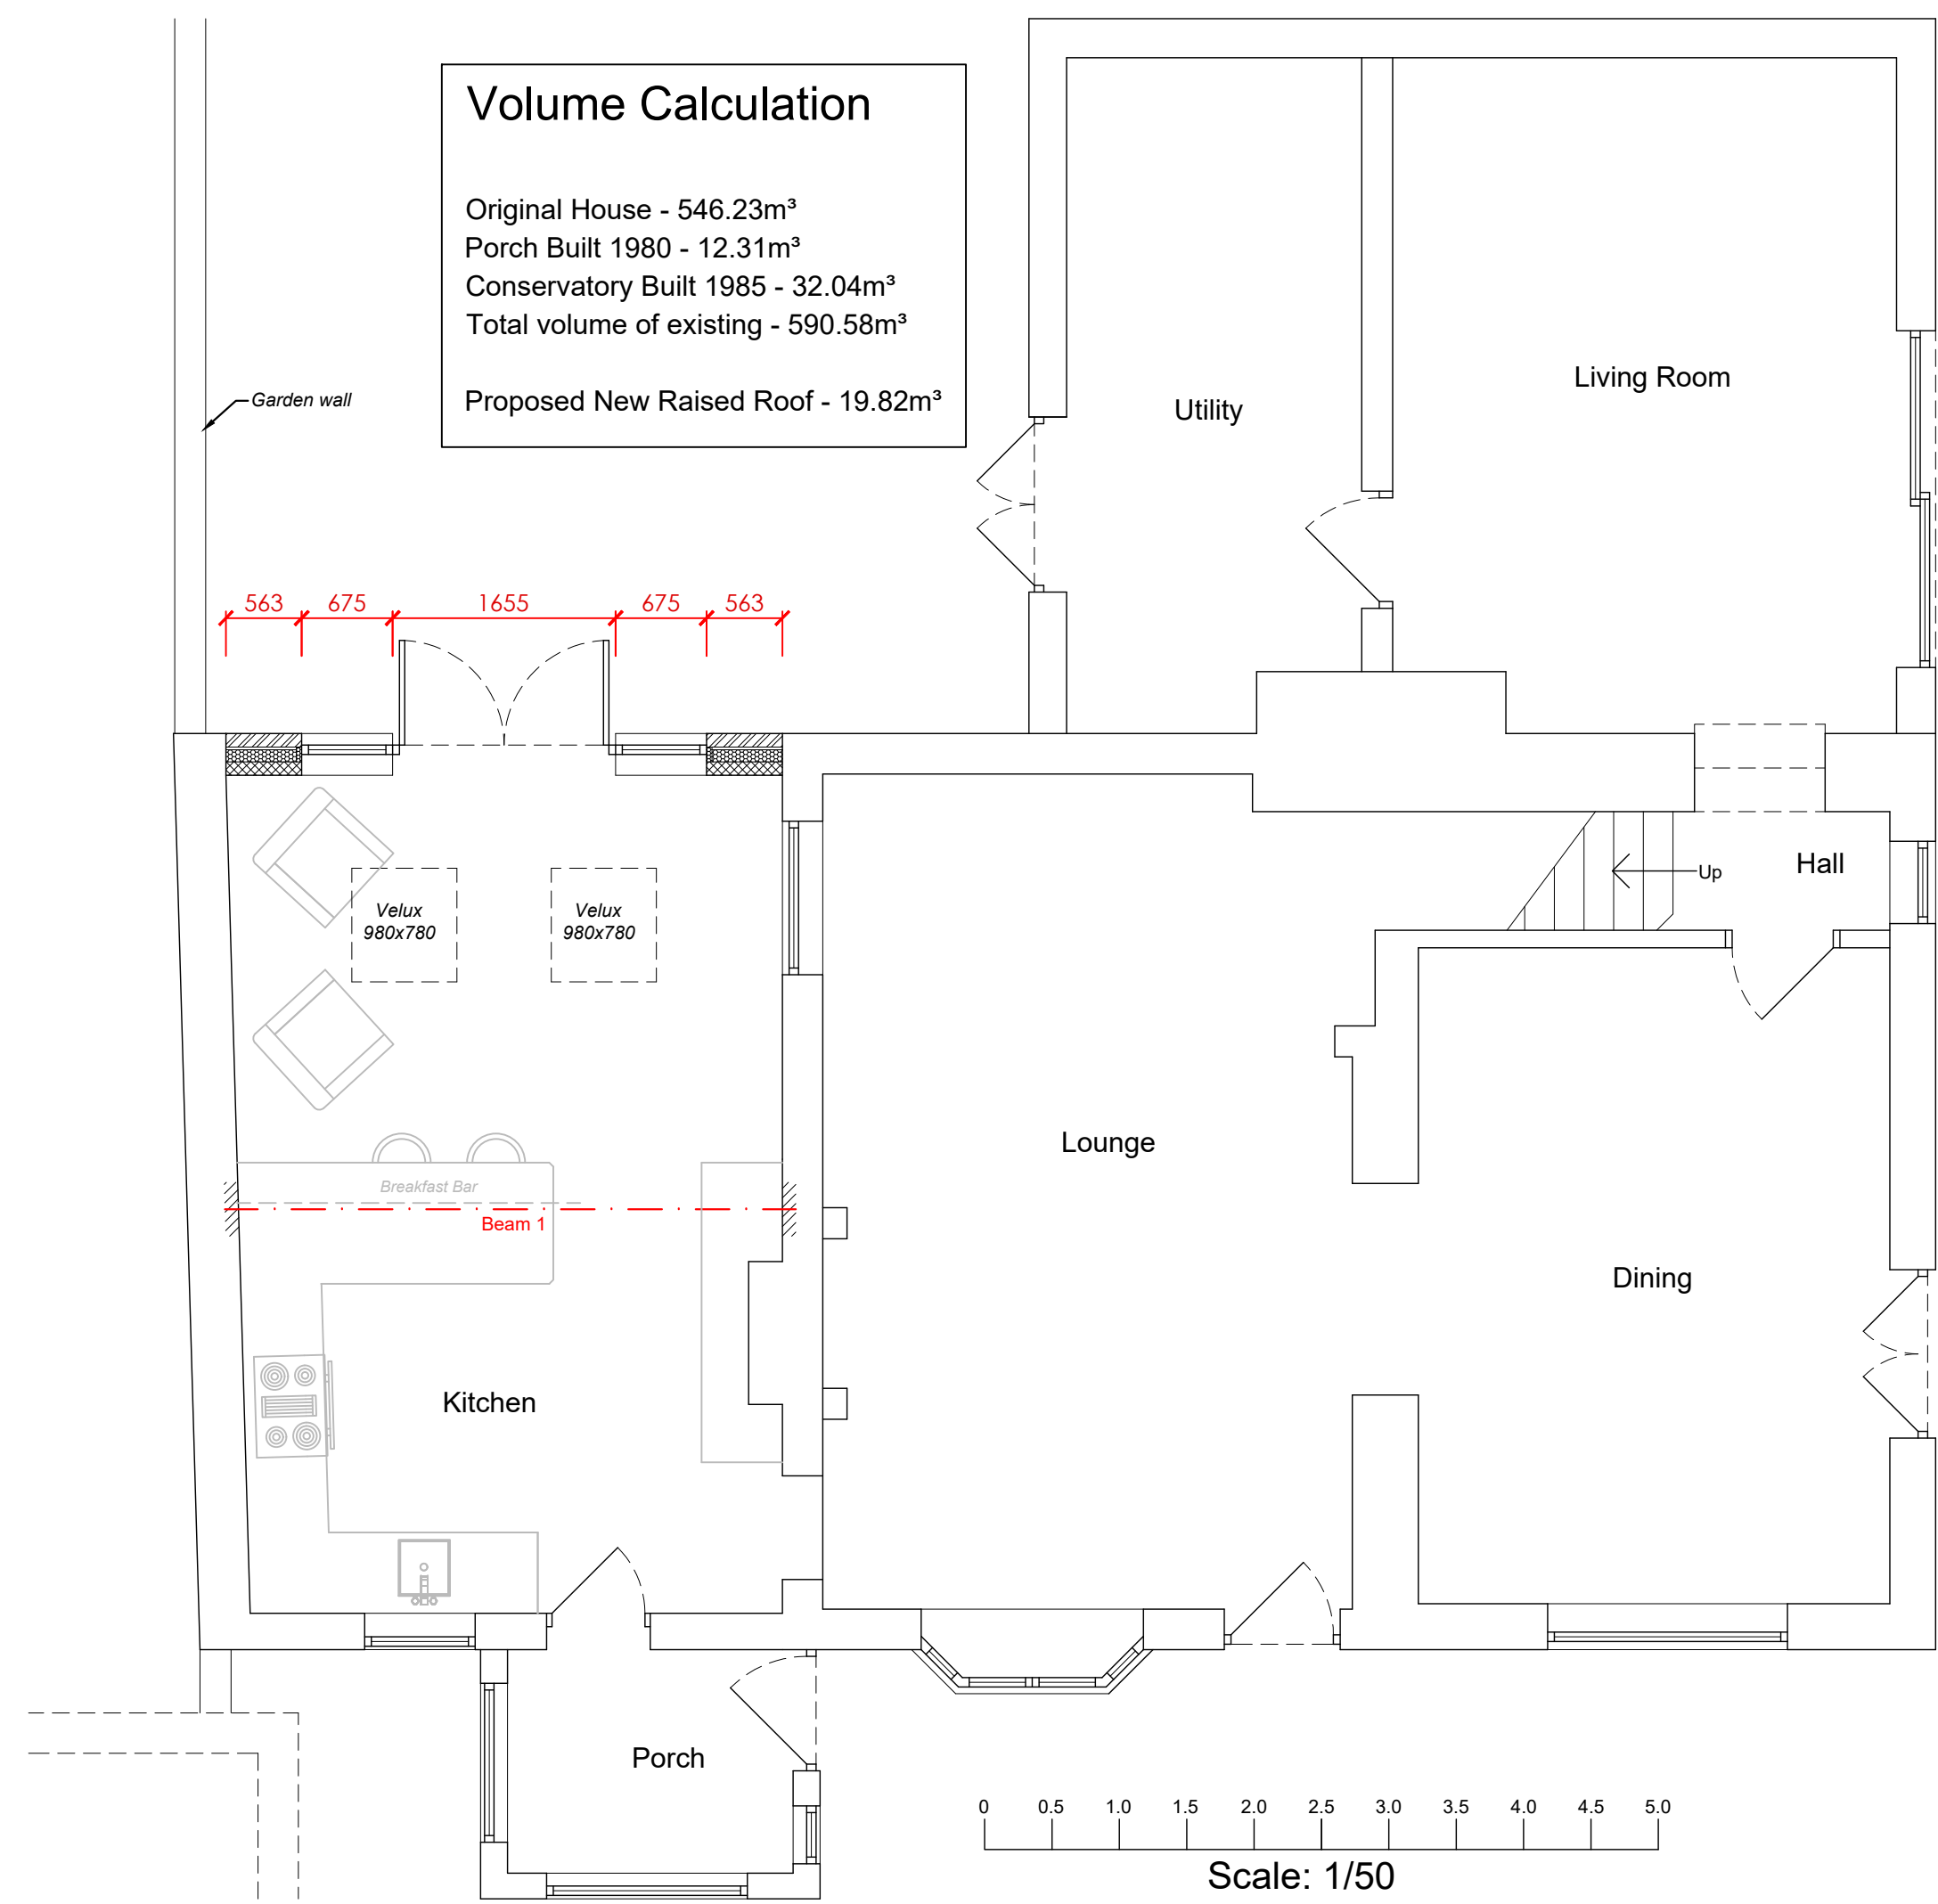 Volume Calculation
Original House - 546.23m³
Porch Built 1980 - 12.31m³
Conservatory Built 1985 - 32.04m³
Total volume of existing - 590.58m³
Proposed New Raised Roof - 19.82m³
Garden wall
Utility
Living Room
563 675 1655 675 563
Velux
980x780
Velux
980x780
Up
Hall
Lounge
Breakfast Bar
Beam 1
Dining
Kitchen
Porch
0 0.5 1.0 1.5 2.0 2.5 3.0 3.5 4.0 4.5 5.0
Scale: 1/50